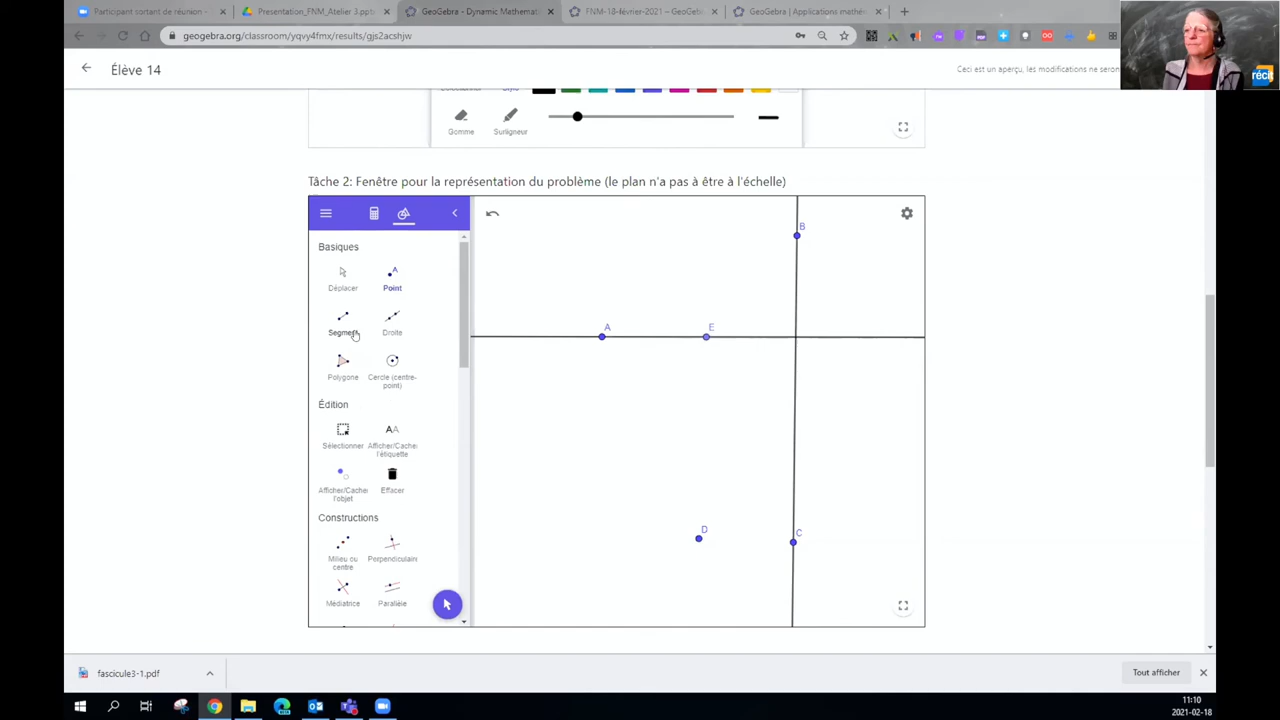 Participant sortant de réunion -
Presentation_FNM_Atelier 3.pptx
GeoGebra - Dynamic Mathemat
FNM-18-février-2021 – GeoGeb
GeoGebra | Applications mathé
geogebra.org/classroom/yqvy4fmx/results/gjs2acshjw
Élève 14
Ceci est un aperçu, les modifications ne seron
récit
Style
Gomme
Surligneur
Tâche 2: Fenêtre pour la représentation du problème (le plan n'a pas à être à l'échelle)
Basiques
A
Déplacer
Point
Segment
Droite
Polygone
Cercle (centre-
point)
Édition
AA
Sélectionner
Afficher/Cacher
l'étiquette
Afficher/Cacher
l'objet
Effacer
Constructions
Milieu ou
centre
Perpendiculaire
Médiatrice
Parallèle
B
A
E
D
C
fascicule3-1.pdf
Tout afficher
11:10
2021-02-18